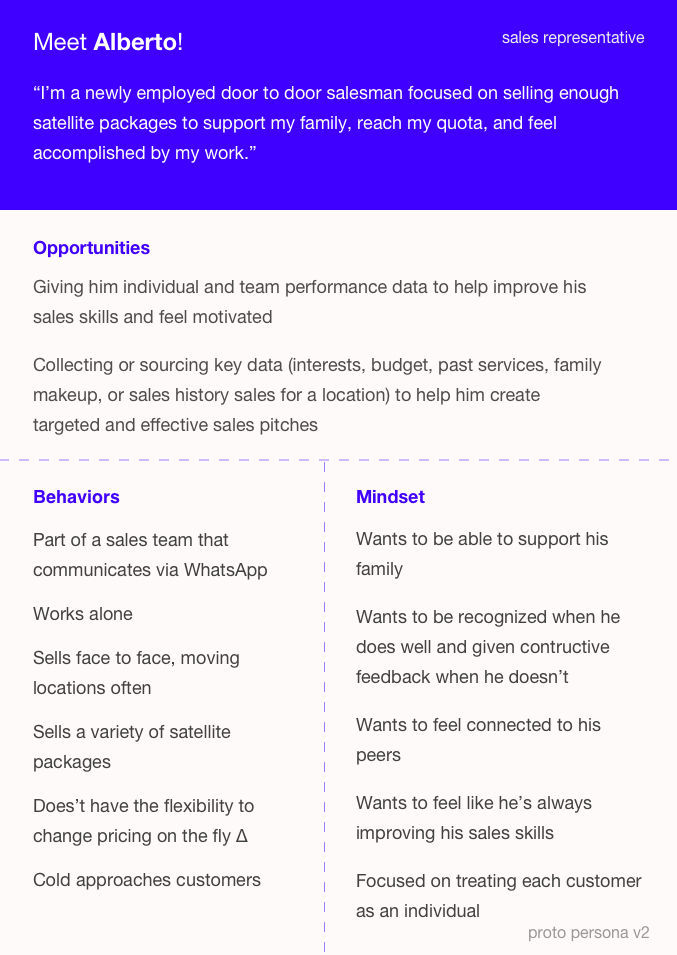 Meet Alberto!
sales representative
“I’m a newly employed door to door salesman focused on selling enough
satellite packages to support my family, reach my quota, and feel
accomplished by my work.”
Opportunities
Giving him individual and team performance data to help improve his
sales skills and feel motivated
Collecting or sourcing key data (interests, budget, past services, family
makeup, or sales history sales for a location) to help him create
targeted and effective sales pitches
Behaviors
Part of a sales team that
communicates via WhatsApp
Works alone
Sells face to face, moving
locations often
Sells a variety of satellite
packages
Does’t have the flexibility to
change pricing on the fly Δ
Cold approaches customers
Mindset
Wants to be able to support his
family
Wants to be recognized when he
does well and given contructive
feedback when he doesn’t
Wants to feel connected to his
peers
Wants to feel like he’s always
improving his sales skills
Focused on treating each customer
as an individual
proto persona v2